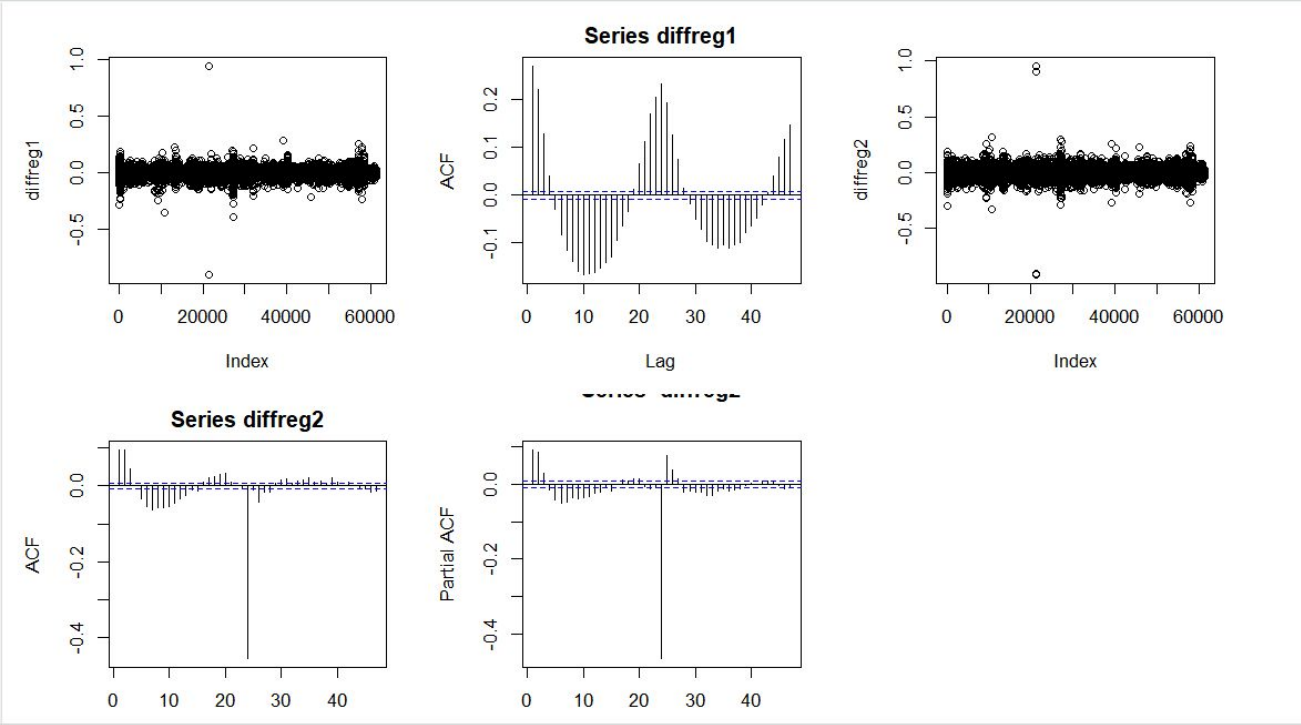 Series diffreg1
diffreg1
-0.5 0.0 0.5 1.0
0 20000 40000 60000
Index
ACF
-0.1 0.0 0.1 0.2
0 10 20 30 40
Lag
diffreg2
-0.5 0.0 0.5 1.0
0 20000 40000 60000
Index
Series diffreg2
ACF
-0.4 -0.2 0.0
0 10 20 30 40
Series diffreg2
Partial ACF
-0.4 -0.2 0.0
0 10 20 30 40